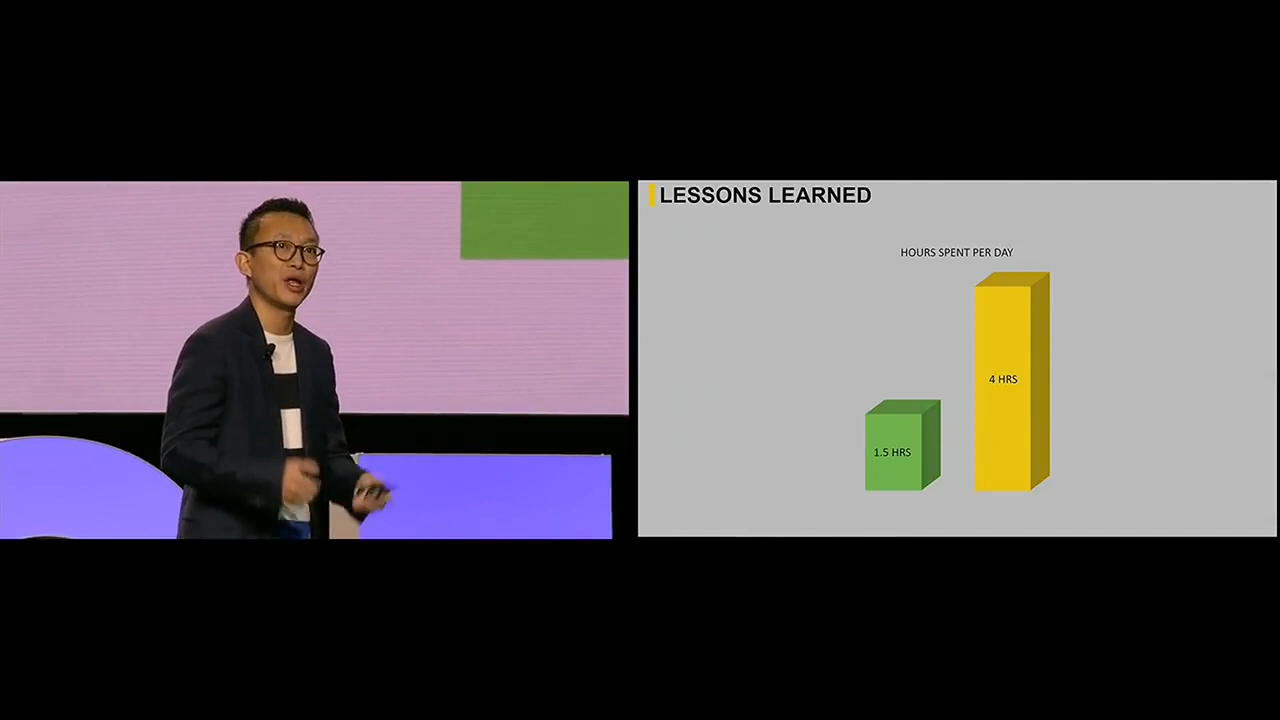 LESSONS LEARNED
HOURS SPENT PER DAY
4 HRS
1.5 HRS